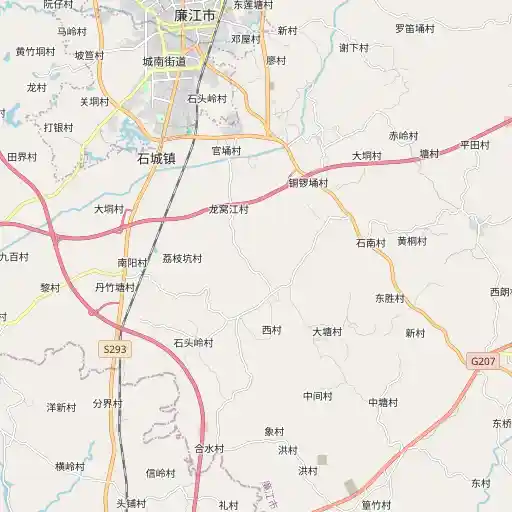 阮仔村
廉江市
东莲塘村
马岭村
邓屋村
新村
罗笛埇村
谢下村
黄竹垌村
坡笪村
城南街道
廖村
龙村
关垌村
石头岭村
打银村
赤岭村
田界村
石城镇
官埇村
大垌村
塘村
平田村
铜锣埇村
大垌村
龙窝江村
石南村
黄桐村
九百村
南阳村
荔枝坑村
黎村
丹竹塘村
东胜村
西朗村
西村
大塘村
新村
S293
石头岭村
G207
洋新村
分界村
中间村
中塘村
象村
东桥
合水村
洪村
横岭村
信岭村
洪村
廉江市
东村
头铺村
礼村
篁竹村